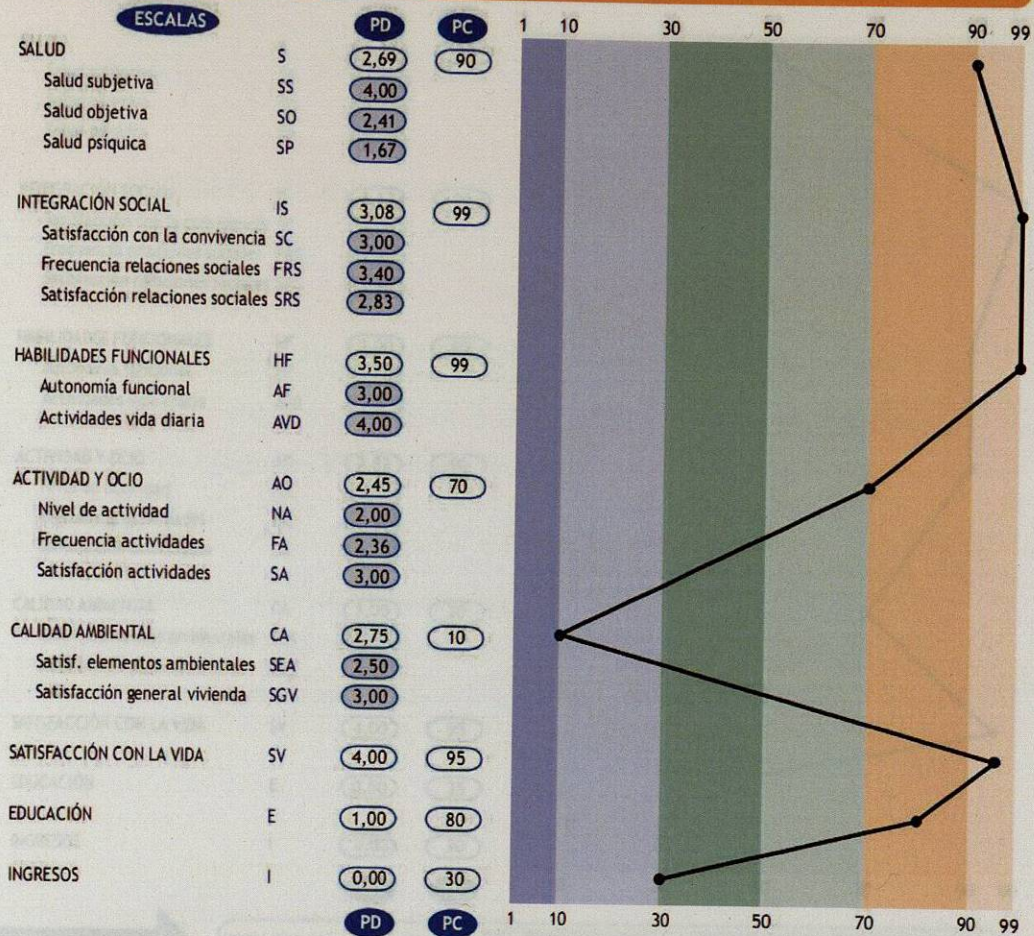 ESCALAS PD PC 1 10 30 50 70 90 99
SALUD S 2,69 90
Salud subjetiva SS 4,00
Salud objetiva SO 2,41
Salud psíquica SP 1,67
INTEGRACIÓN SOCIAL IS 3,08 99
Satisfacción con la convivencia SC 3,00
Frecuencia relaciones sociales FRS 3,40
Satisfacción relaciones sociales SRS 2,83
HABILIDADES FUNCIONALES HF 3,50 99
Autonomía funcional AF 3,00
Actividades vida diaria AVD 4,00
ACTIVIDAD Y OCIO AO 2,45 70
Nivel de actividad NA 2,00
Frecuencia actividades FA 2,36
Satisfacción actividades SA 3,00
CALIDAD AMBIENTAL CA 2,75 10
Satisf. elementos ambientales SEA 2,50
Satisfacción general vivienda SGV 3,00
SATISFACCIÓN CON LA VIDA SV 4,00 95
EDUCACIÓN E 1,00 80
INGRESOS I 0,00 30
PD PC 1 10 30 50 70 90 99